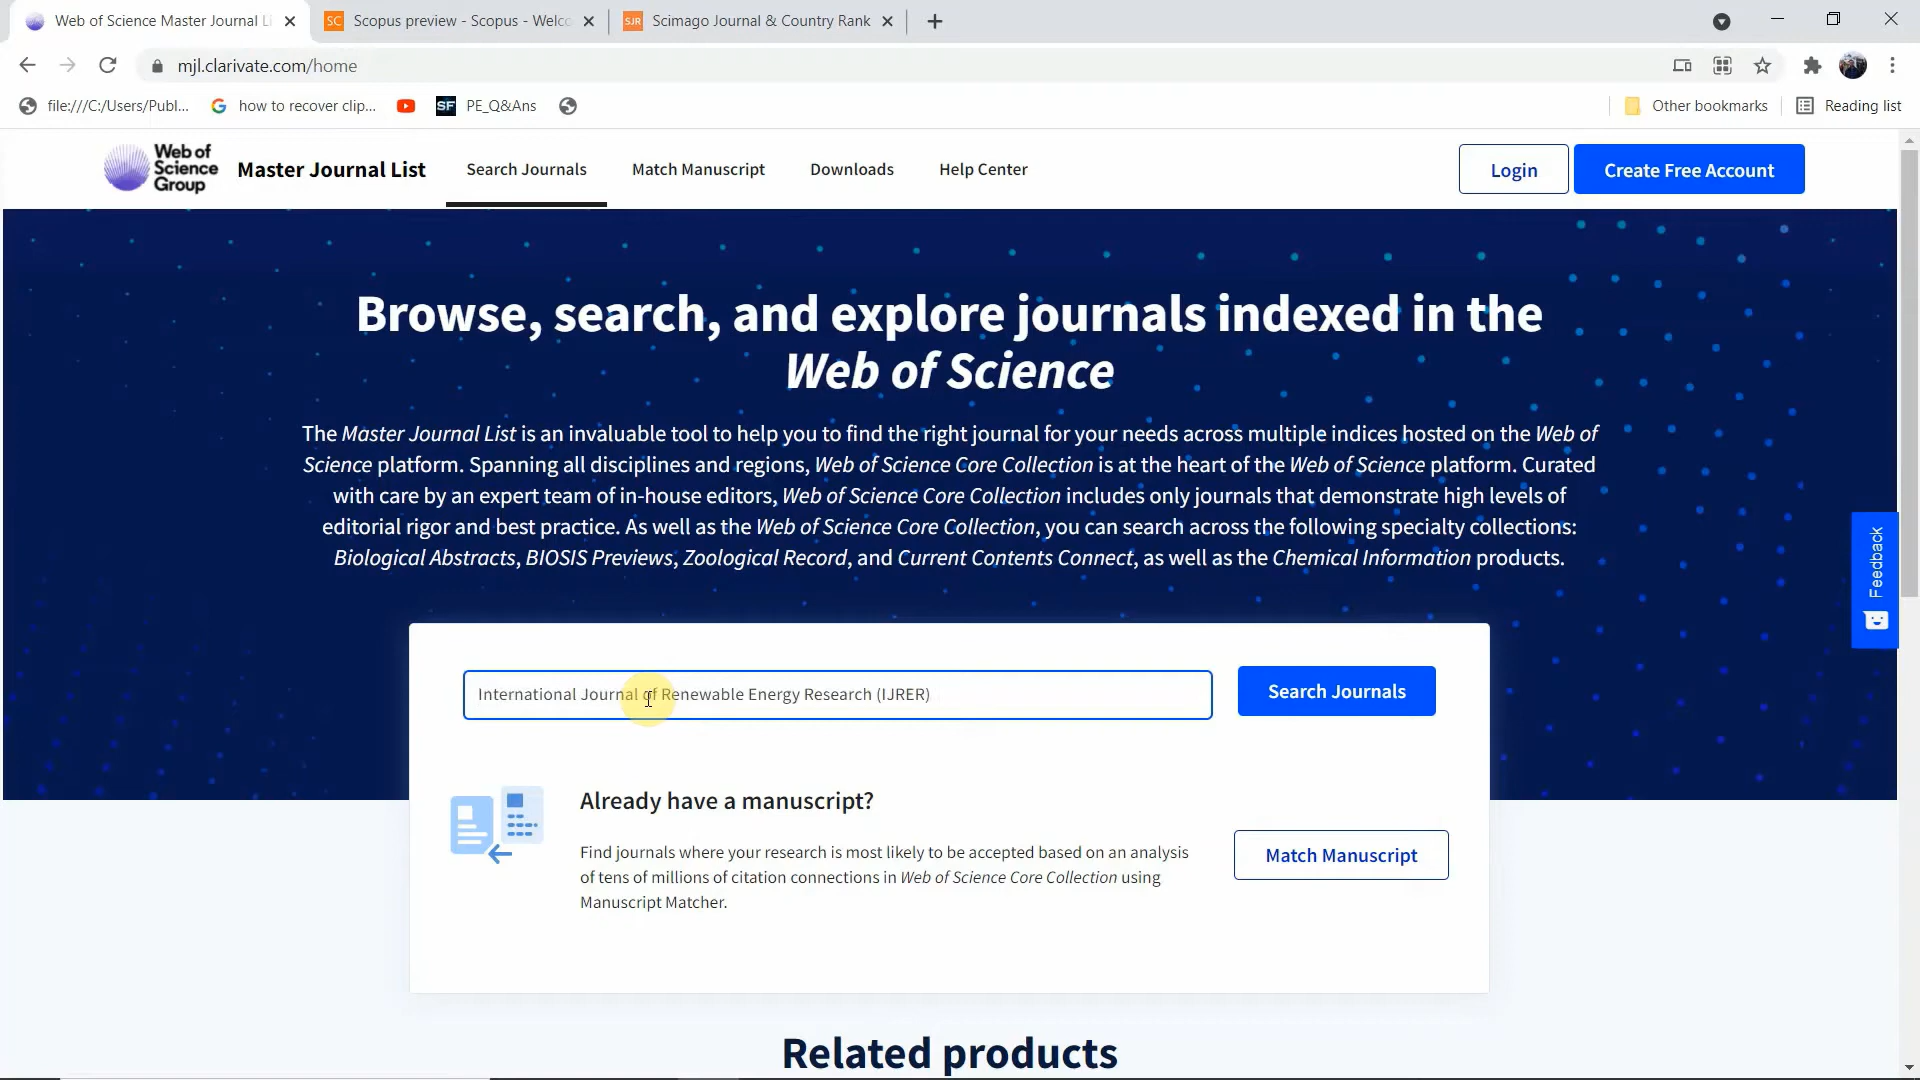 Web of Science Master Journal Li
Scopus preview - Scopus - Welco
Scimago Journal & Country Rank
mjl.clarivate.com/home
file:///C:/Users/Publ...
how to recover clip...
SF PE_Q&Ans
Other bookmarks
Reading list
Web of
Science
Group
Master Journal List
Search Journals
Match Manuscript
Downloads
Help Center
Login
Create Free Account
Browse, search, and explore journals indexed in the
Web of Science
The Master Journal List is an invaluable tool to help you to find the right journal for your needs across multiple indices hosted on the Web of
Science platform. Spanning all disciplines and regions, Web of Science Core Collection is at the heart of the Web of Science platform. Curated
with care by an expert team of in-house editors, Web of Science Core Collection includes only journals that demonstrate high levels of
editorial rigor and best practice. As well as the Web of Science Core Collection, you can search across the following specialty collections:
Biological Abstracts, BIOSIS Previews, Zoological Record, and Current Contents Connect, as well as the Chemical Information products.
Feedback
International Journal of Renewable Energy Research (IJRER)
Search Journals
Already have a manuscript?
Find journals where your research is most likely to be accepted based on an analysis
of tens of millions of citation connections in Web of Science Core Collection using
Manuscript Matcher.
Match Manuscript
Related products